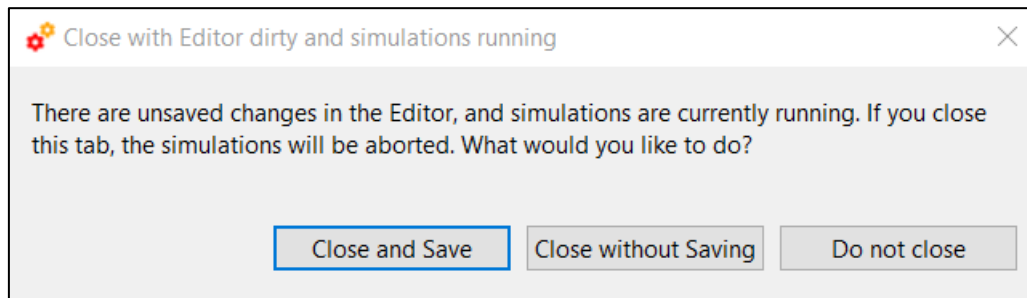 Close with Editor dirty and simulations running
There are unsaved changes in the Editor, and simulations are currently running. If you close
this tab, the simulations will be aborted. What would you like to do?
Close and Save
Close without Saving
Do not close